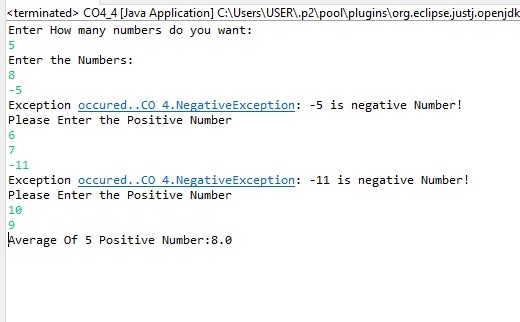 <terminated> CO4_4 [Java Application] C:\Users\USER\.p2\pool\plugins\org.eclipse.justj.openjdk
Enter How many numbers do you want:
5
Enter the Numbers:
8
-5
Exception occured..CO_4.NegativeException: -5 is negative Number!
Please Enter the Positive Number
6
7
-11
Exception occured..CO_4.NegativeException: -11 is negative Number!
Please Enter the Positive Number
10
9
Average Of 5 Positive Number:8.0